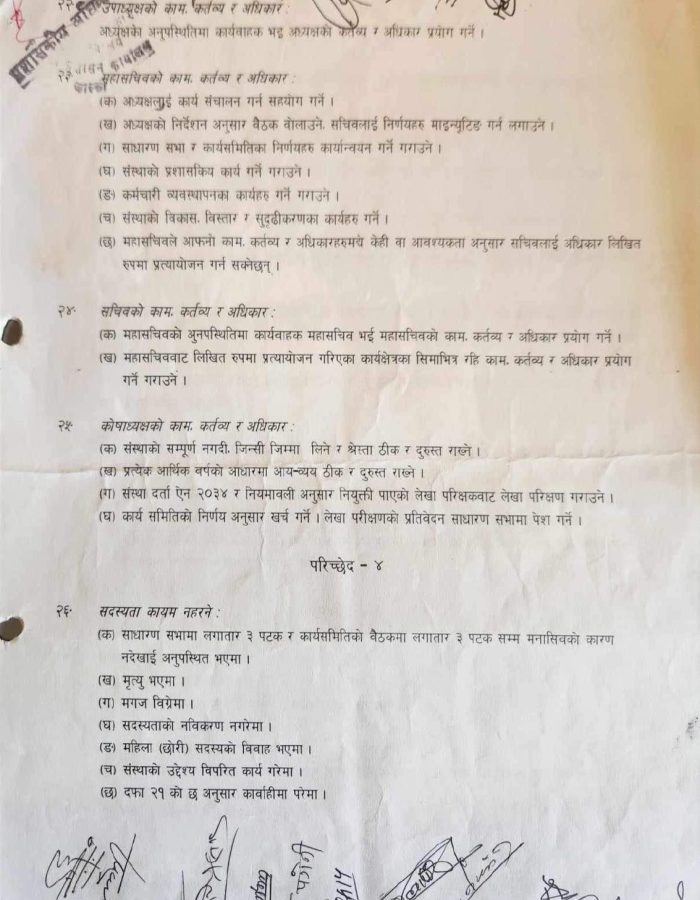 २२. उपाध्यक्षको काम. कर्तव्य र अधिकार :
अध्यक्षको अनुपस्थितिमा कार्यवाहक भइ अध्यक्षको कर्तव्य र अधिकार प्रयोग गर्ने ।
२३. महासचिवको काम. कर्तव्य र अधिकार :
(क) अध्यक्षलाई कार्य संचालन गर्न सहयोग गर्ने ।
(ख) अध्यक्षको निर्देशन अनुसार बैठक वोलाउने. सचिवलाई निर्णयहरु माइन्युटिङ गर्न लगाउने ।
(ग) साधारण सभा र कार्यसमितिका निर्णयहरु कार्यान्वयन गर्ने गराउने ।
(घ) संस्थाको प्रशासकिय कार्य गर्ने गराउने ।
(ङ) कर्मचारी व्यवस्थापनका कार्यहरु गर्ने गराउने ।
(च) संस्थाको विकास. विस्तार र सुदृढीकरणका कार्यहरु गर्ने ।
(छ) महासचिवले आफनो काम. कर्तव्य र अधिकारहरुमध्ये केही वा आवश्यकता अनुसार सचिवलाई अधिकार लिखित
रुपमा प्रत्यायोजन गर्न सक्नेछन् ।
२४. सचिवको काम. कर्तव्य र अधिकार :
(क) महासचिवको अुनपस्थितिमा कार्यवाहक महासचिव भई महासचिवको काम. कर्तव्य र अधिकार प्रयोग गर्ने ।
(ख) महासचिववाट लिखित रुपमा प्रत्यायोजन गरिएका कार्यक्षेत्रका सिमाभित्र रहि काम. कर्तव्य र अधिकार प्रयोग
गर्ने गराउने ।
२५. कोषाध्यक्षको काम. कर्तव्य र अधिकार :
(क) संस्थाको सम्पूर्ण नगदी. जिन्सी जिम्मा लिने र श्रेस्ता ठीक र दुरुस्त राख्ने ।
(ख) प्रत्येक आर्थिक वर्षको आधारमा आय-व्यय ठीक र दुरुस्त राख्ने ।
(ग) संस्था दर्ता ऐन २०३४ र नियमावली अनुसार नियुक्ती पाएको लेखा परिक्षकवाट लेखा परिक्षण गराउने ।
(घ) कार्य समितिको निर्णय अनुसार खर्च गर्ने । लेखा परीक्षणको प्रतिवेदन साधारण सभामा पेश गर्ने ।
परिच्छेद - ४
२६. सदस्यता कायम नहरने :
(क) साधारण सभामा लगातार ३ पटक र कार्यसमितिको वैठकमा लगातार ३ पटक सम्म मनासिवको कारण
नदेखाई अनुपस्थित भएमा ।
(ख) मृत्यु भएमा ।
(ग) मगज विग्रेमा ।
(घ) सदस्यताको नविकरण नगरेमा ।
(ङ) महिला (छोरी) सदस्यको विवाह भएमा ।
(च) संस्थाको उद्देश्य विपरित कार्य गरेमा ।
(छ) दफा २१ को छ अनुसार कार्वाहीमा परेमा ।